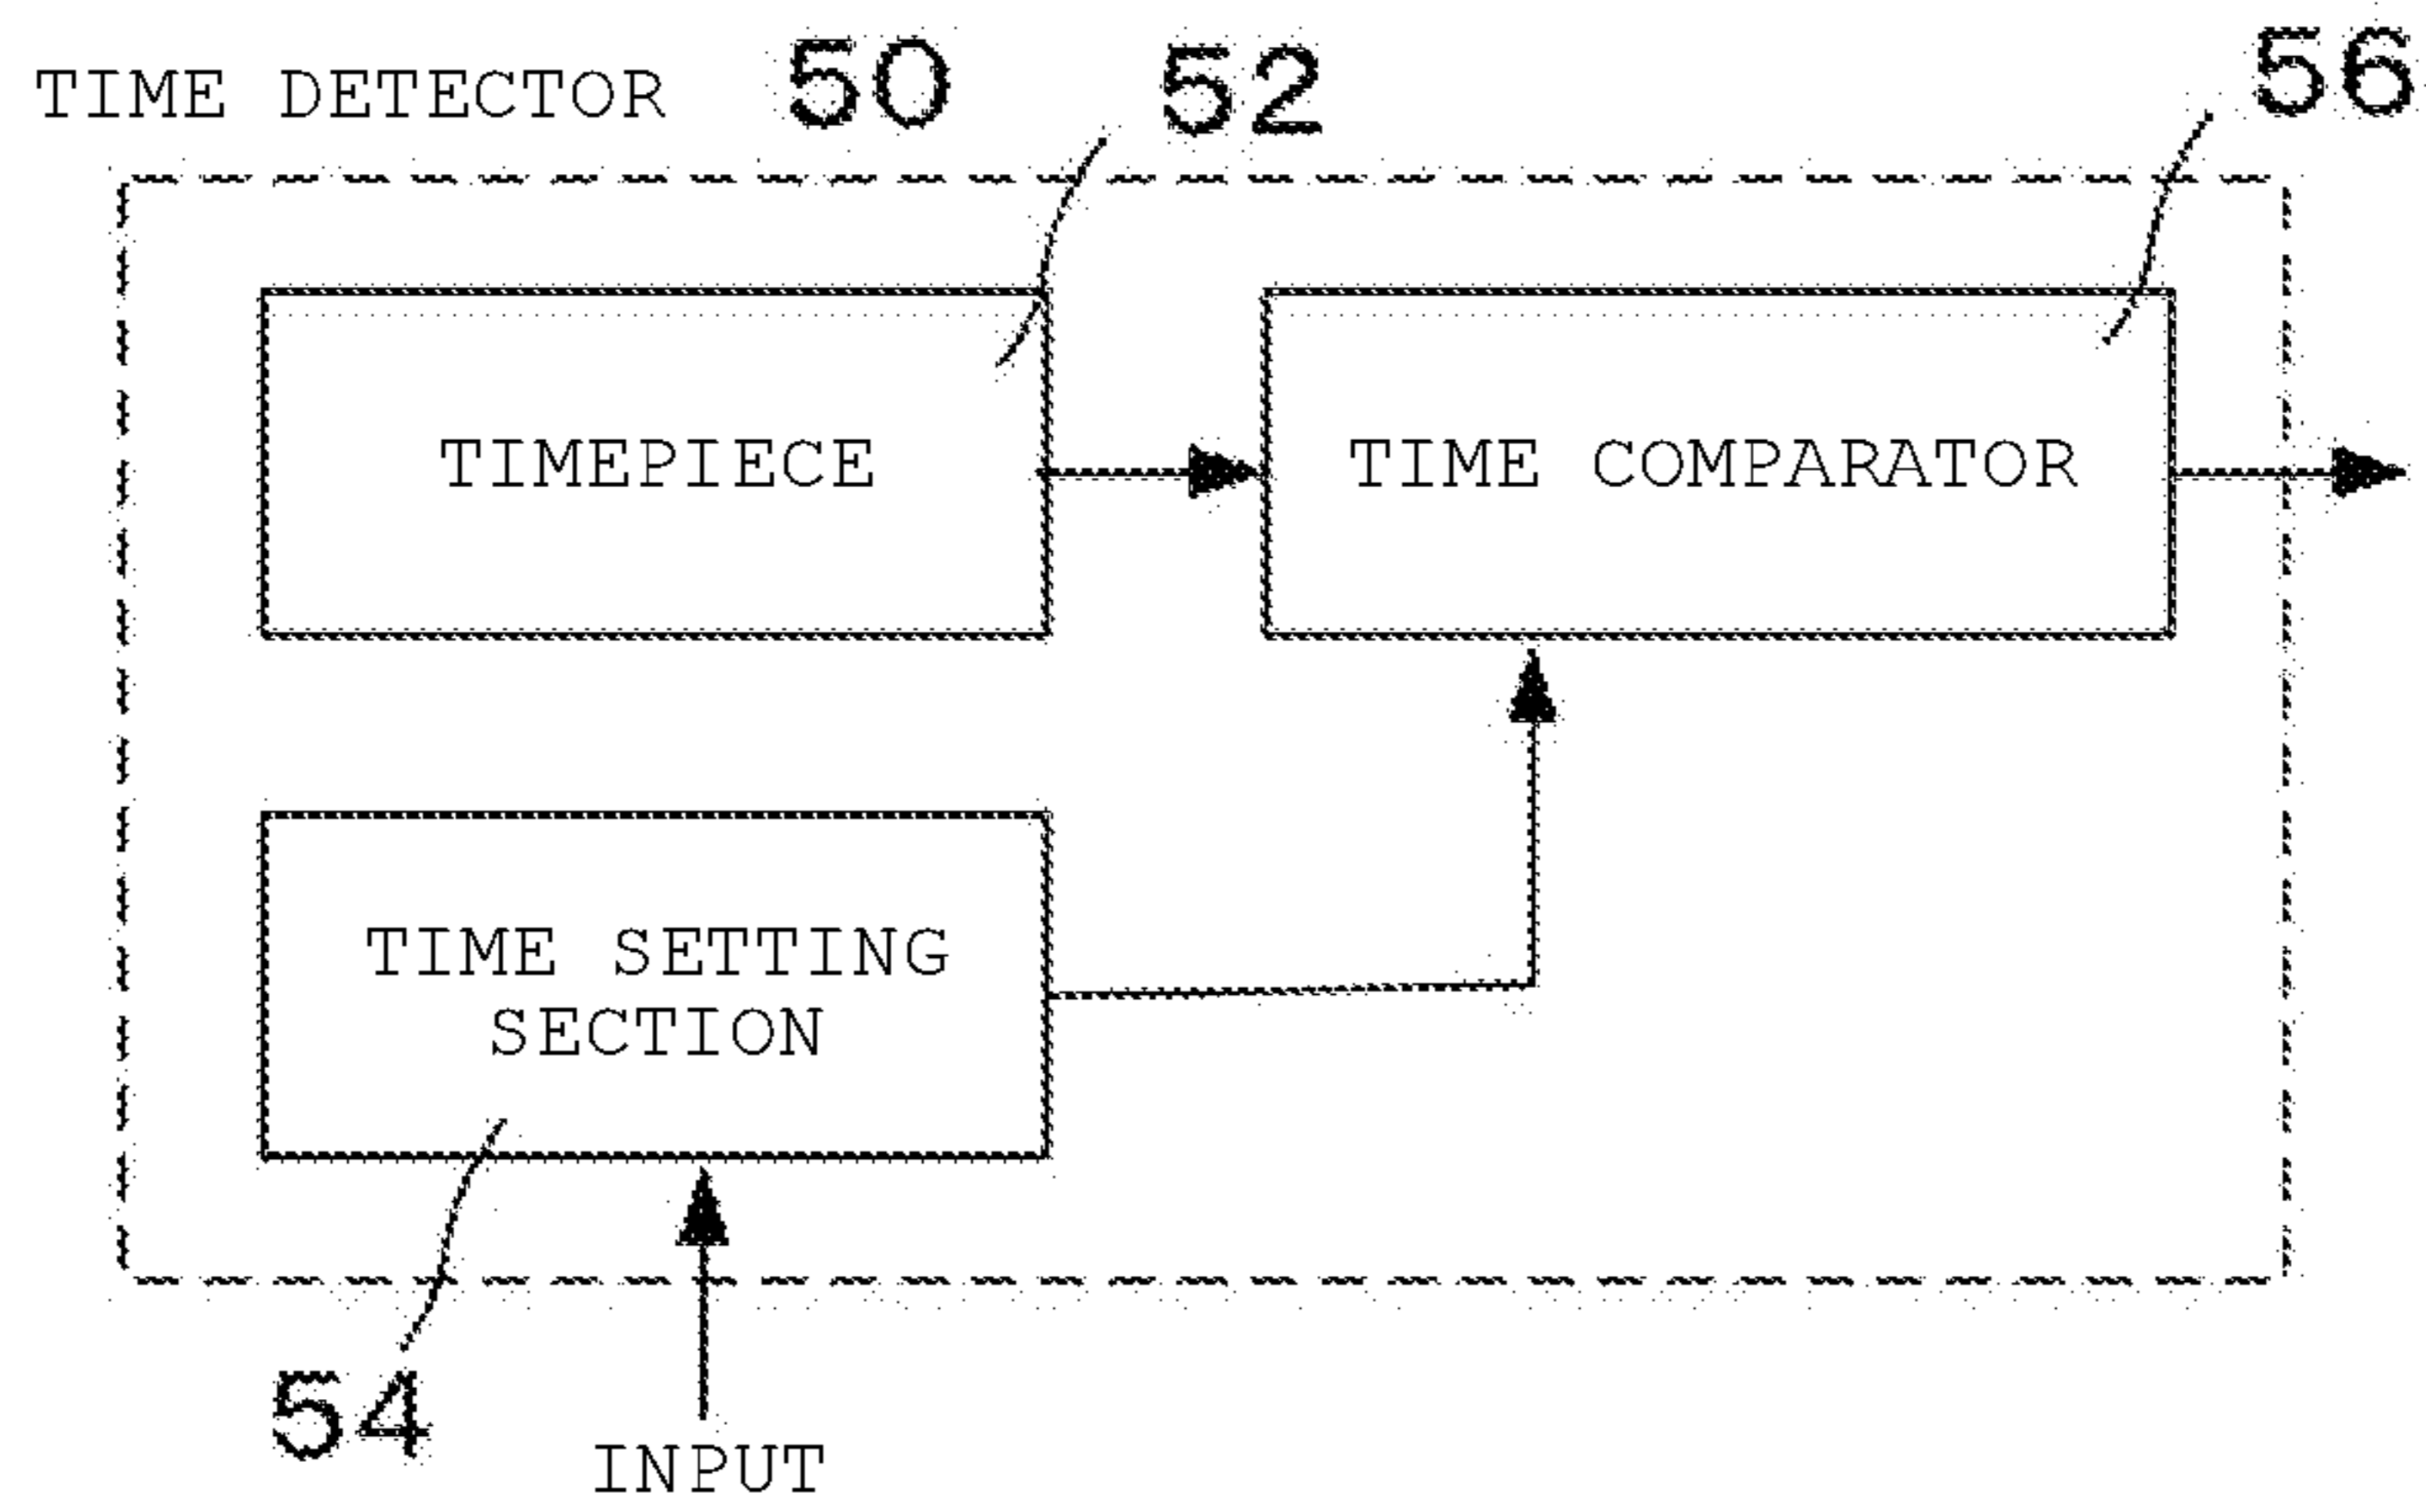 TIME DETECTOR 50 52 56
TIMEPIECE
TIME COMPARATOR
TIME SETTING
SECTION
54
INPUT